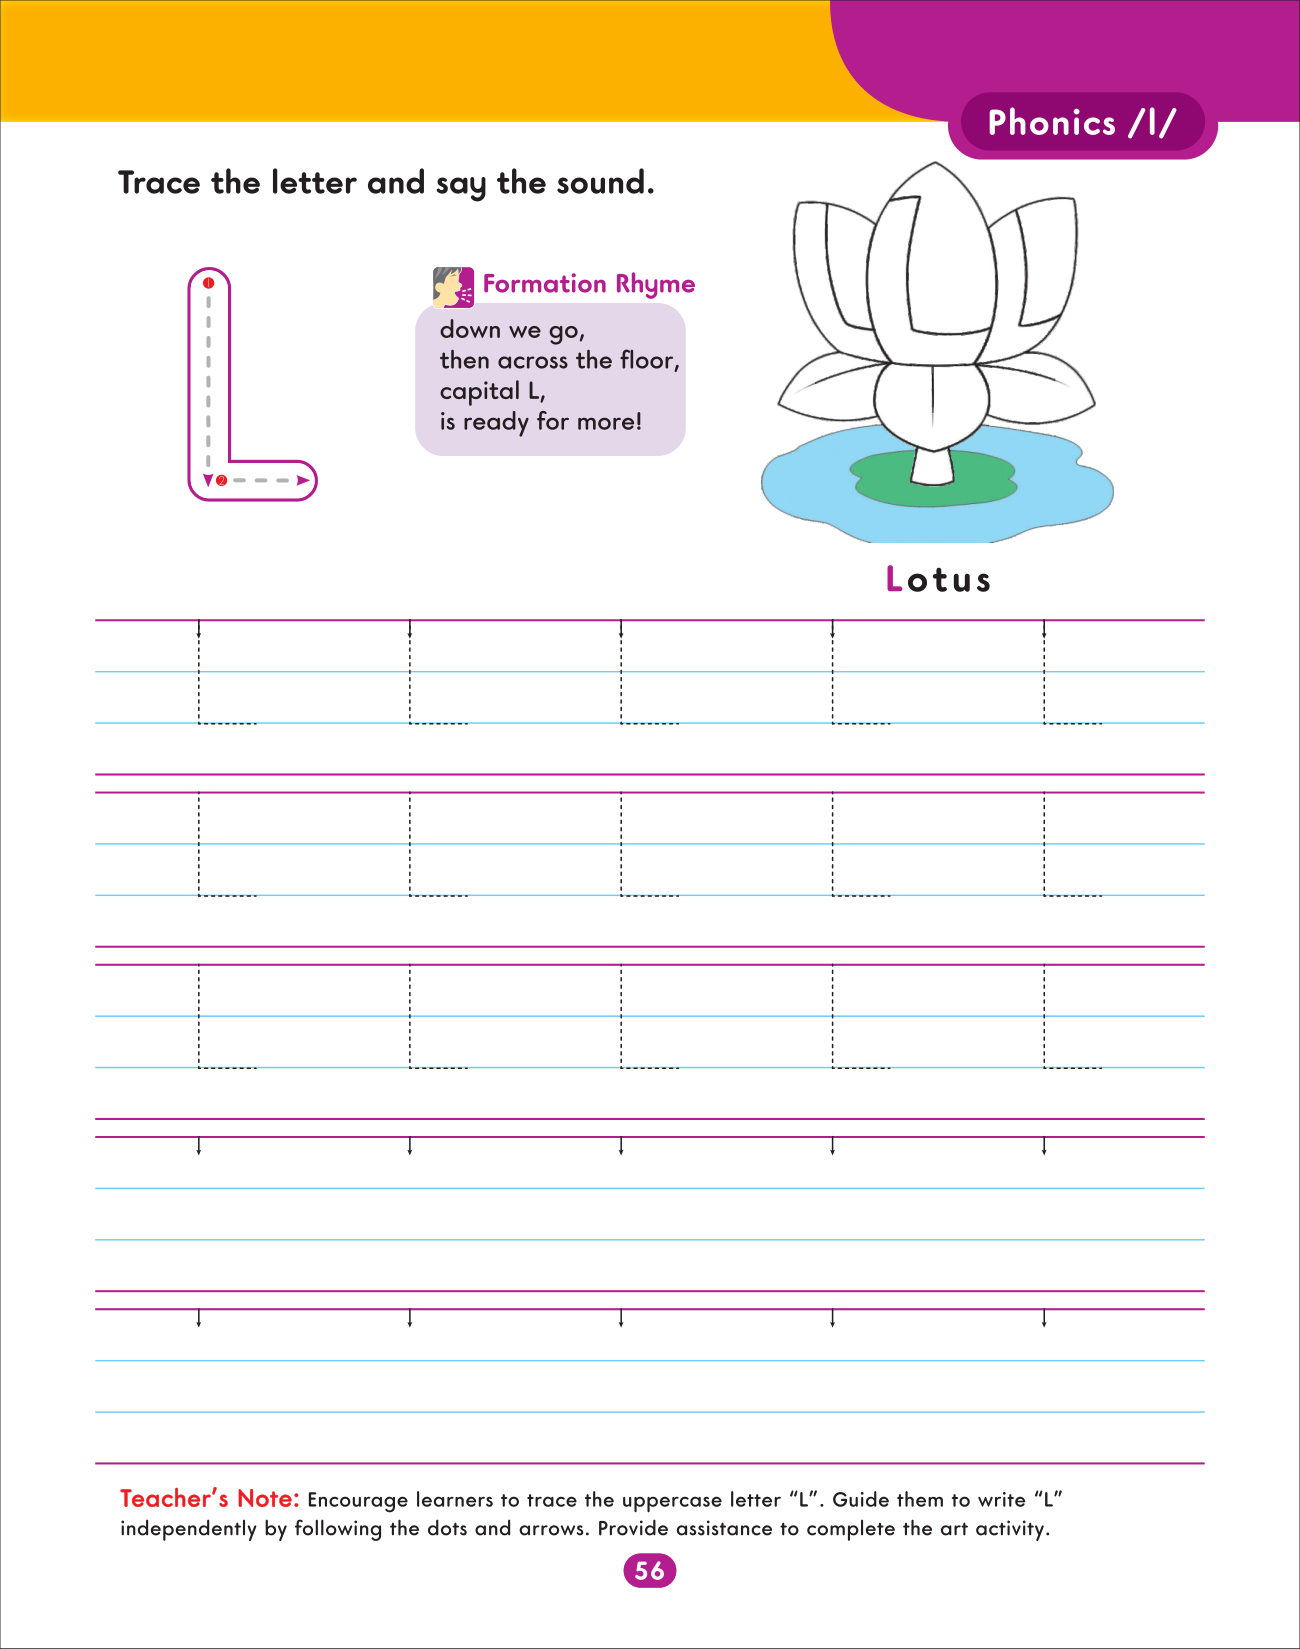 Phonics /l/
Trace the letter and say the sound.
1
2
Formation Rhyme
down we go,
then across the floor,
capital L,
is ready for more!
Lotus
L L L L L
L L L L L
L L L L L
Teacher’s Note: Encourage learners to trace the uppercase letter “L”. Guide them to write “L”
independently by following the dots and arrows. Provide assistance to complete the art activity.
56